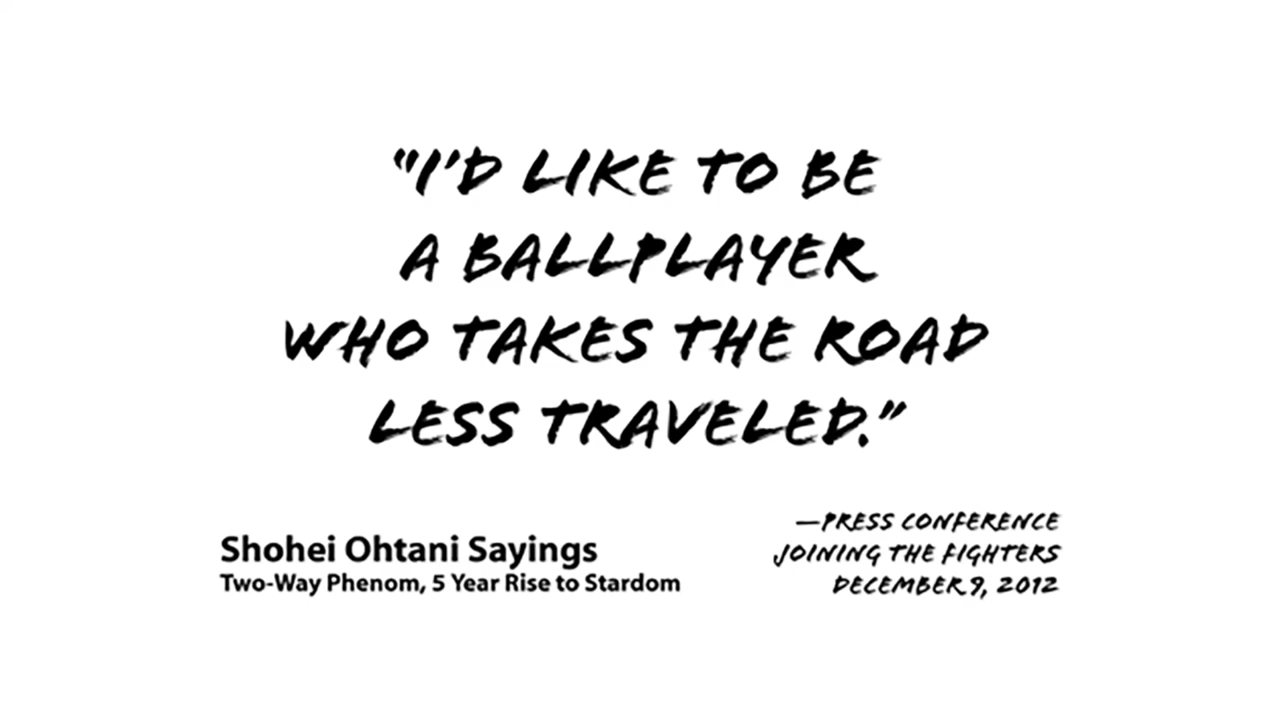 “I’D LIKE TO BE
A BALLPLAYER
WHO TAKES THE ROAD
LESS TRAVELED.”
Shohei Ohtani Sayings
Two-Way Phenom, 5 Year Rise to Stardom
—PRESS CONFERENCE
JOINING THE FIGHTERS
DECEMBER 9, 2012